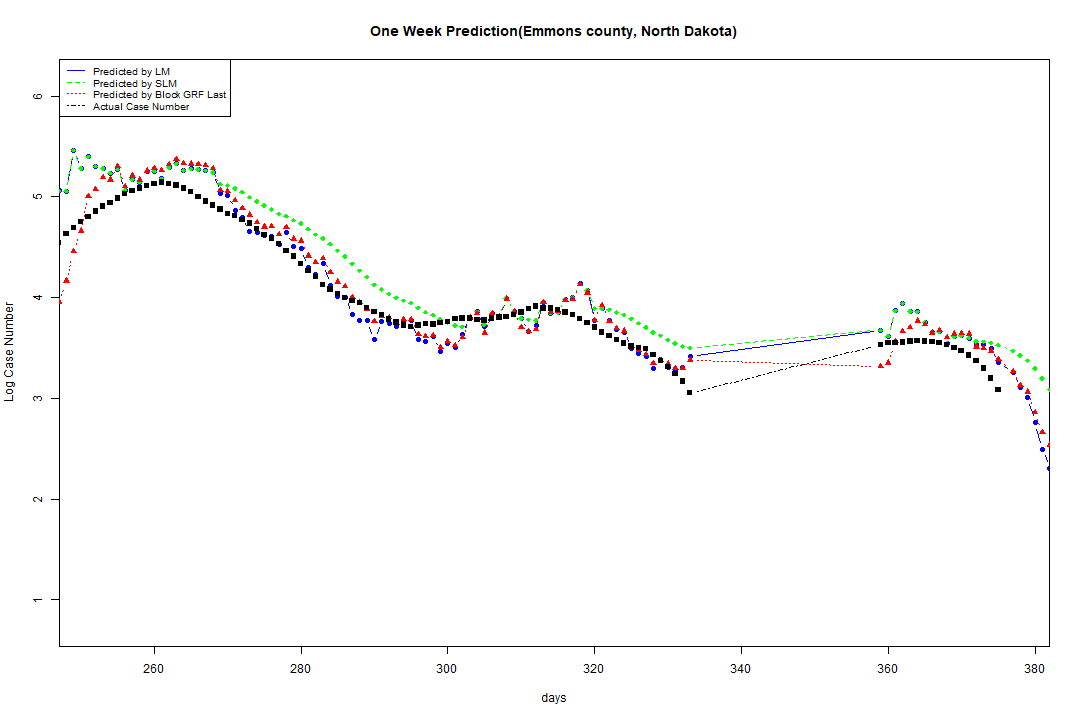 One Week Prediction(Emmons county, North Dakota)
Predicted by LM
Predicted by SLM
Predicted by Block GRF Last
Actual Case Number
6
5
4
3
2
1
Log Case Number
260 280 300 320 340 360 380
days